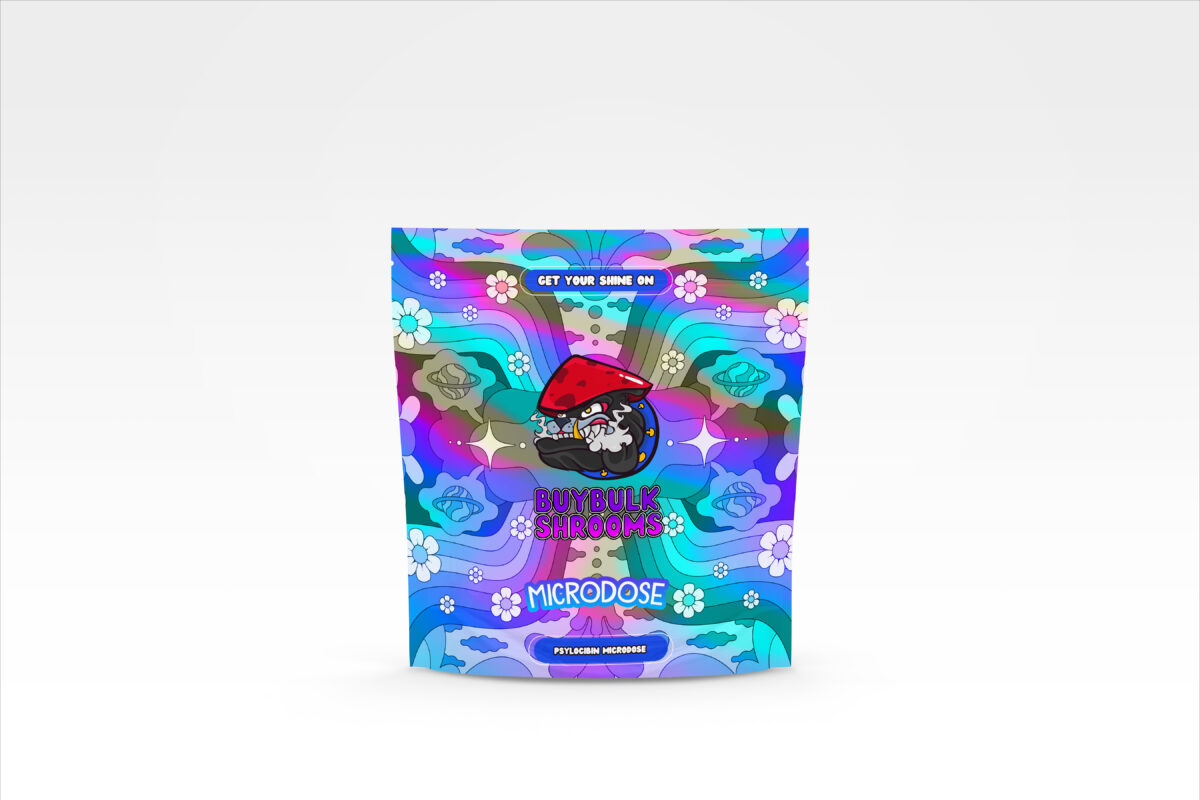 GET YOUR SHINE ON
BUYBULK
SHROOMS
MICRODOSE
PSYLOCIBIN MICRODOSE